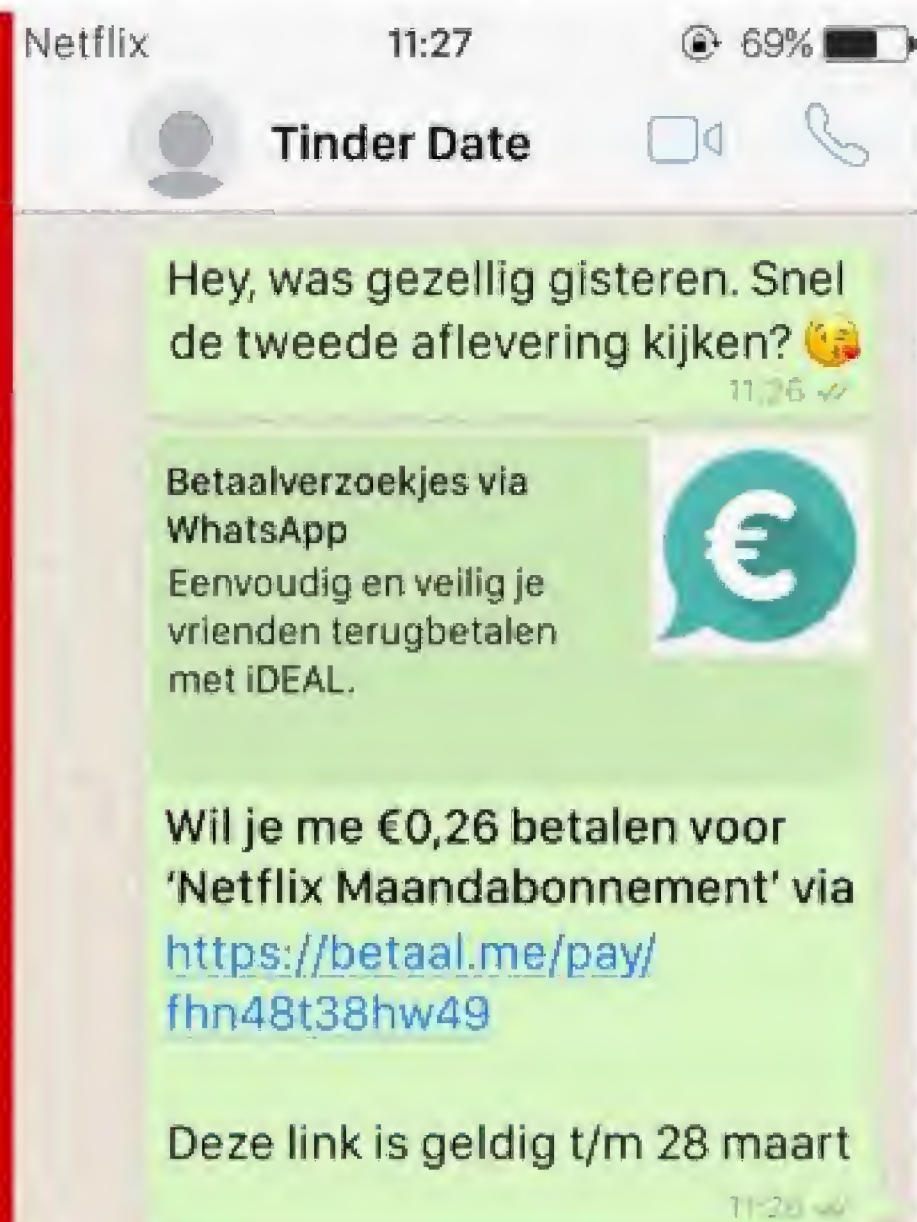 Netflix 11:27 69%
Tinder Date
Hey, was gezellig gisteren. Snel
de tweede aflevering kijken? 😘
11:26
Betaalverzoekjes via
WhatsApp
Eenvoudig en veilig je
vrienden terugbetalen
met iDEAL.
€
Wil je me €0,26 betalen voor
'Netflix Maandabonnement' via
https://betaal.me/pay/
fhn48t38hw49
Deze link is geldig t/m 28 maart
11:26